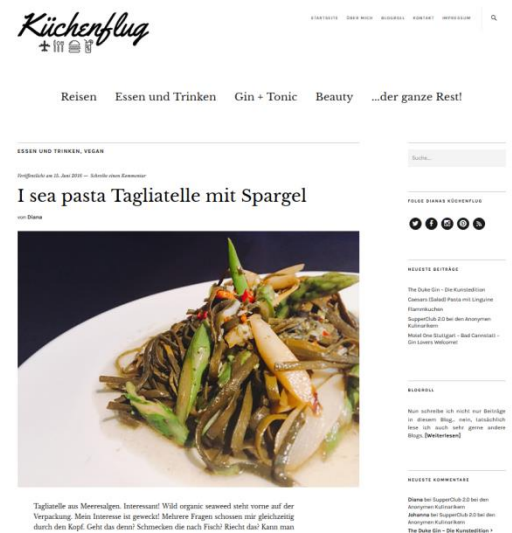 Küchenflug
STARTSEITE ÜBER MICH BLOGROLL KONTAKT IMPRESSUM
Reisen Essen und Trinken Gin + Tonic Beauty ...der ganze Rest!
ESSEN UND TRINKEN, VEGAN
Veröffentlicht am 15. Juni 2016 — Schreibe einen Kommentar
I sea pasta Tagliatelle mit Spargel
von Diana
Tagliatelle aus Meeresalgen. Interessant! Wild organic seaweed steht vorne auf der
Verpackung. Mein Interesse ist geweckt! Mehrere Fragen schossen mir gleichzeitig
durch den Kopf. Geht das denn? Schmecken die nach Fisch? Riecht das? Kann man
Suche...
FOLGE DIANAS KÜCHENFLUG
NEUESTE BEITRÄGE
The Duke Gin – Die Kunstedition
Caesars (Salad) Pasta mit Linguine
Flammkuchen
SupperClub 2.0 bei den Anonymen
Kulinarikern
Motel One Stuttgart – Bad Cannstatt –
Gin Lovers Welcome!
BLOGROLL
Nun schreibe ich nicht nur Beiträge
in diesem Blog... nein, tatsächlich
lese ich auch sehr gerne andere
Blogs. [Weiterlesen]
NEUESTE KOMMENTARE
Diana bei SupperClub 2.0 bei den
Anonymen Kulinarikern
Johanna bei SupperClub 2.0 bei den
Anonymen Kulinarikern
The Duke Gin – Die Kunstedition